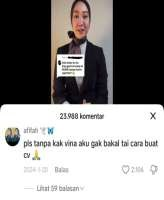 23.988 komentar
afifah
pls tanpa kak vina aku gak bakal tai cara buat
cv 🙏
2024-1-20 Balas
2.106
Lihat 59 balasan